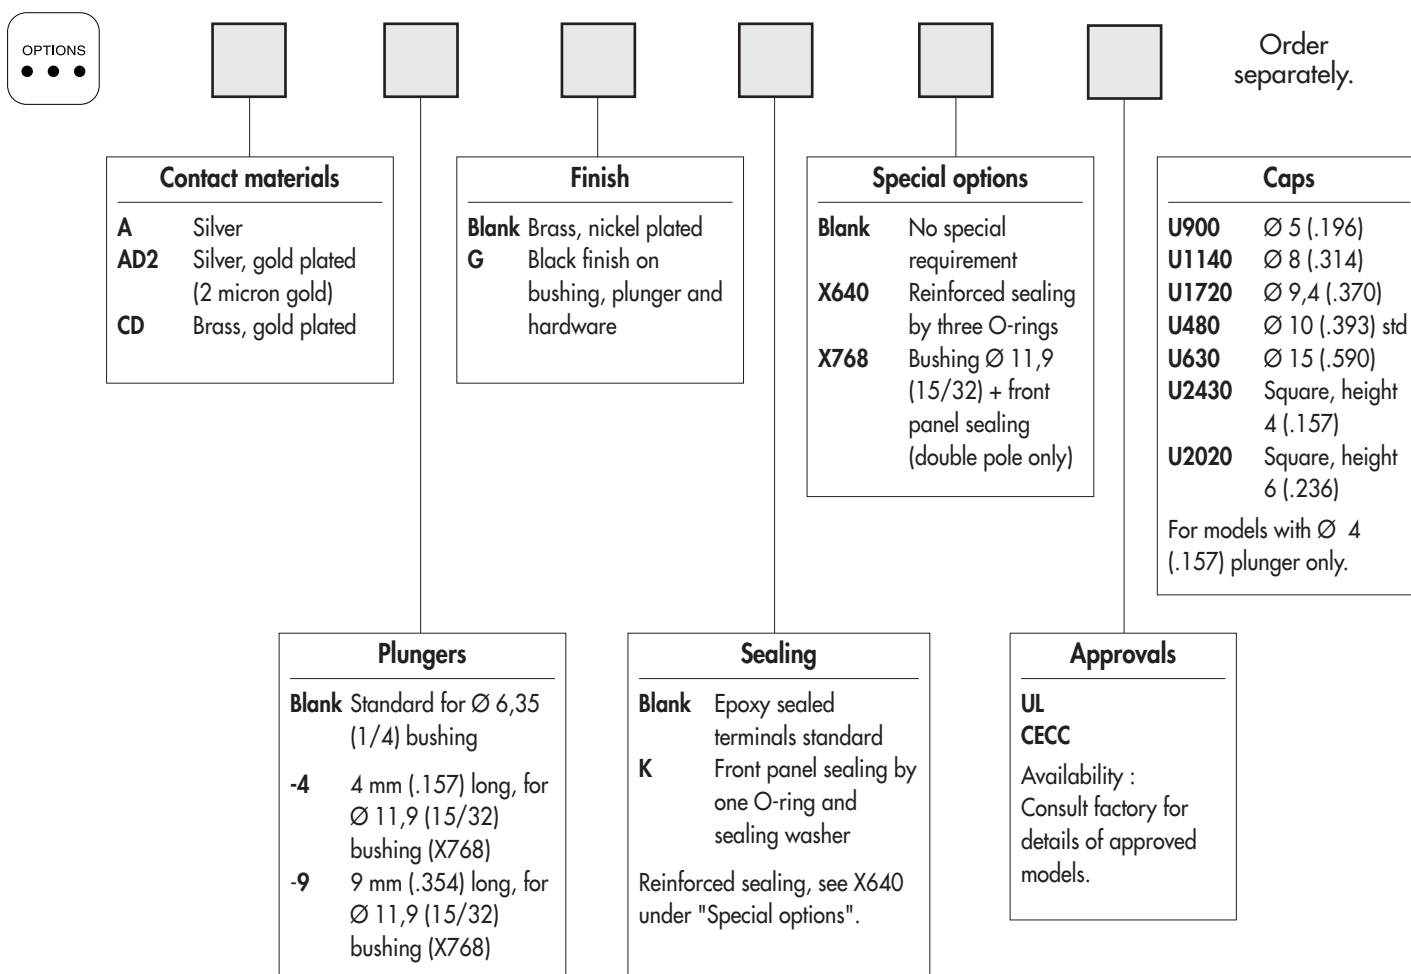 OPTIONS
Order
separately.
Contact materials
A Silver
AD2 Silver, gold plated
(2 micron gold)
CD Brass, gold plated
Finish
Blank Brass, nickel plated
G Black finish on
bushing, plunger and
hardware
Special options
Blank No special
requirement
X640 Reinforced sealing
by three O-rings
X768 Bushing Ø 11,9
(15/32) + front
panel sealing
(double pole only)
Caps
U900 Ø 5 (.196)
U1140 Ø 8 (.314)
U1720 Ø 9,4 (.370)
U480 Ø 10 (.393) std
U630 Ø 15 (.590)
U2430 Square, height
4 (.157)
U2020 Square, height
6 (.236)
For models with Ø 4
(.157) plunger only.
Plungers
Blank Standard for Ø 6,35
(1/4) bushing
-4 4 mm (.157) long, for
Ø 11,9 (15/32)
bushing (X768)
-9 9 mm (.354) long, for
Ø 11,9 (15/32)
bushing (X768)
Sealing
Blank Epoxy sealed
terminals standard
K Front panel sealing by
one O-ring and
sealing washer
Reinforced sealing, see X640
under "Special options".
Approvals
UL
CECC
Availability :
Consult factory for
details of approved
models.